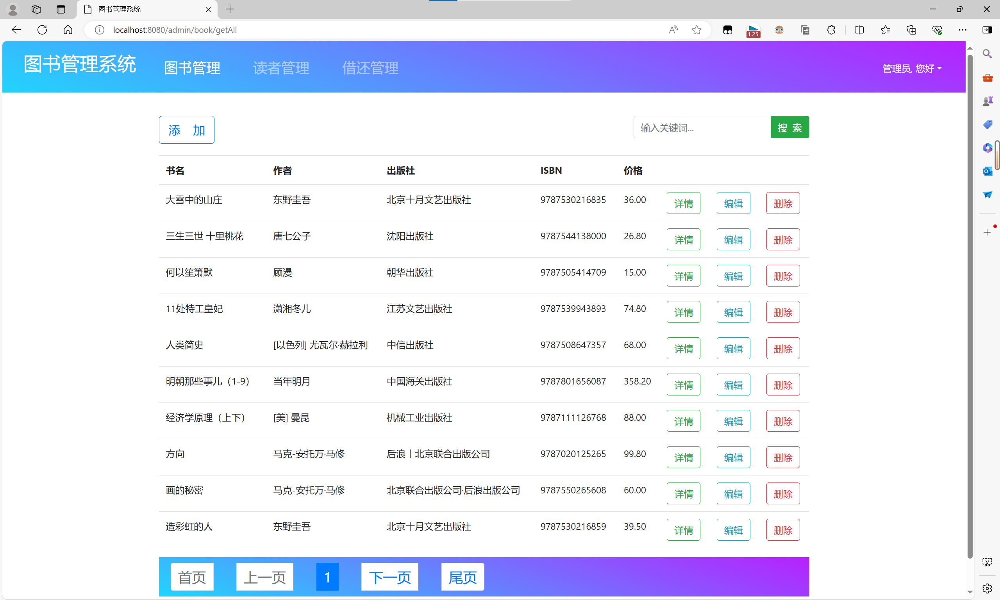 图书管理系统
localhost:8080/admin/book/getAll
1.25
图书管理系统 图书管理 读者管理 借还管理 管理员, 您好
添 加 输入关键词... 搜 索
书名 作者 出版社 ISBN 价格
大雪中的山庄 东野圭吾 北京十月文艺出版社 9787530216835 36.00 详情 编辑 删除
三生三世 十里桃花 唐七公子 沈阳出版社 9787544138000 26.80 详情 编辑 删除
何以笙箫默 顾漫 朝华出版社 9787505414709 15.00 详情 编辑 删除
11处特工皇妃 潇湘冬儿 江苏文艺出版社 9787539943893 74.80 详情 编辑 删除
人类简史 [以色列] 尤瓦尔·赫拉利 中信出版社 9787508647357 68.00 详情 编辑 删除
明朝那些事儿（1-9） 当年明月 中国海关出版社 9787801656087 358.20 详情 编辑 删除
经济学原理（上下） [美] 曼昆 机械工业出版社 9787111126768 88.00 详情 编辑 删除
方向 马克-安托万·马修 后浪丨北京联合出版公司 9787020125265 99.80 详情 编辑 删除
画的秘密 马克-安托万·马修 北京联合出版公司·后浪出版公司 9787550265608 60.00 详情 编辑 删除
造彩虹的人 东野圭吾 北京十月文艺出版社 9787530216859 39.50 详情 编辑 删除
首页 上一页 1 下一页 尾页